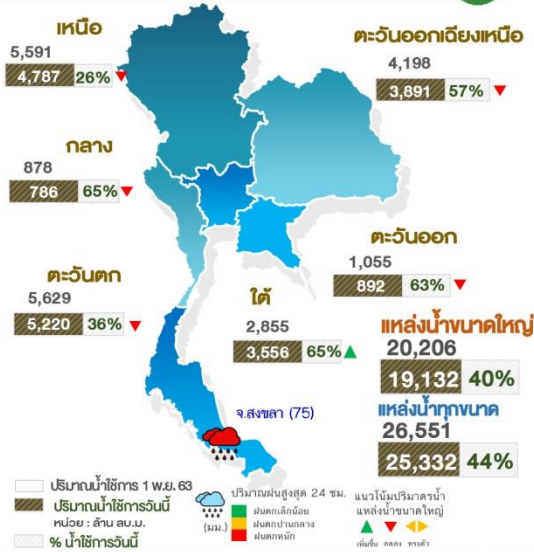 เหนือ
5,591
4,787 26%
ตะวันออกเฉียงเหนือ
4,198
3,891 57%
กลาง
878
786 65%
ตะวันออก
1,055
892 63%
ตะวันตก
5,629
5,220 36%
ใต้
2,855
3,556 65%
แหล่งน้ำขนาดใหญ่
20,206
19,132 40%
แหล่งน้ำทุกขนาด
26,551
25,332 44%
จ.สงขลา (75)
ปริมาณน้ำใช้การ 1 พ.ย. 63
ปริมาณน้ำใช้การวันนี้
หน่วย : ล้าน ลบ.ม.
% น้ำใช้การวันนี้
ปริมาณฝนสูงสุด 24 ชม.
(มม.)
ฝนตกเล็กน้อย
ฝนตกปานกลาง
ฝนตกหนัก
แนวโน้มปริมาตรน้ำ
แหล่งน้ำขนาดใหญ่
เพิ่มขึ้น ลดลง ทรงตัว